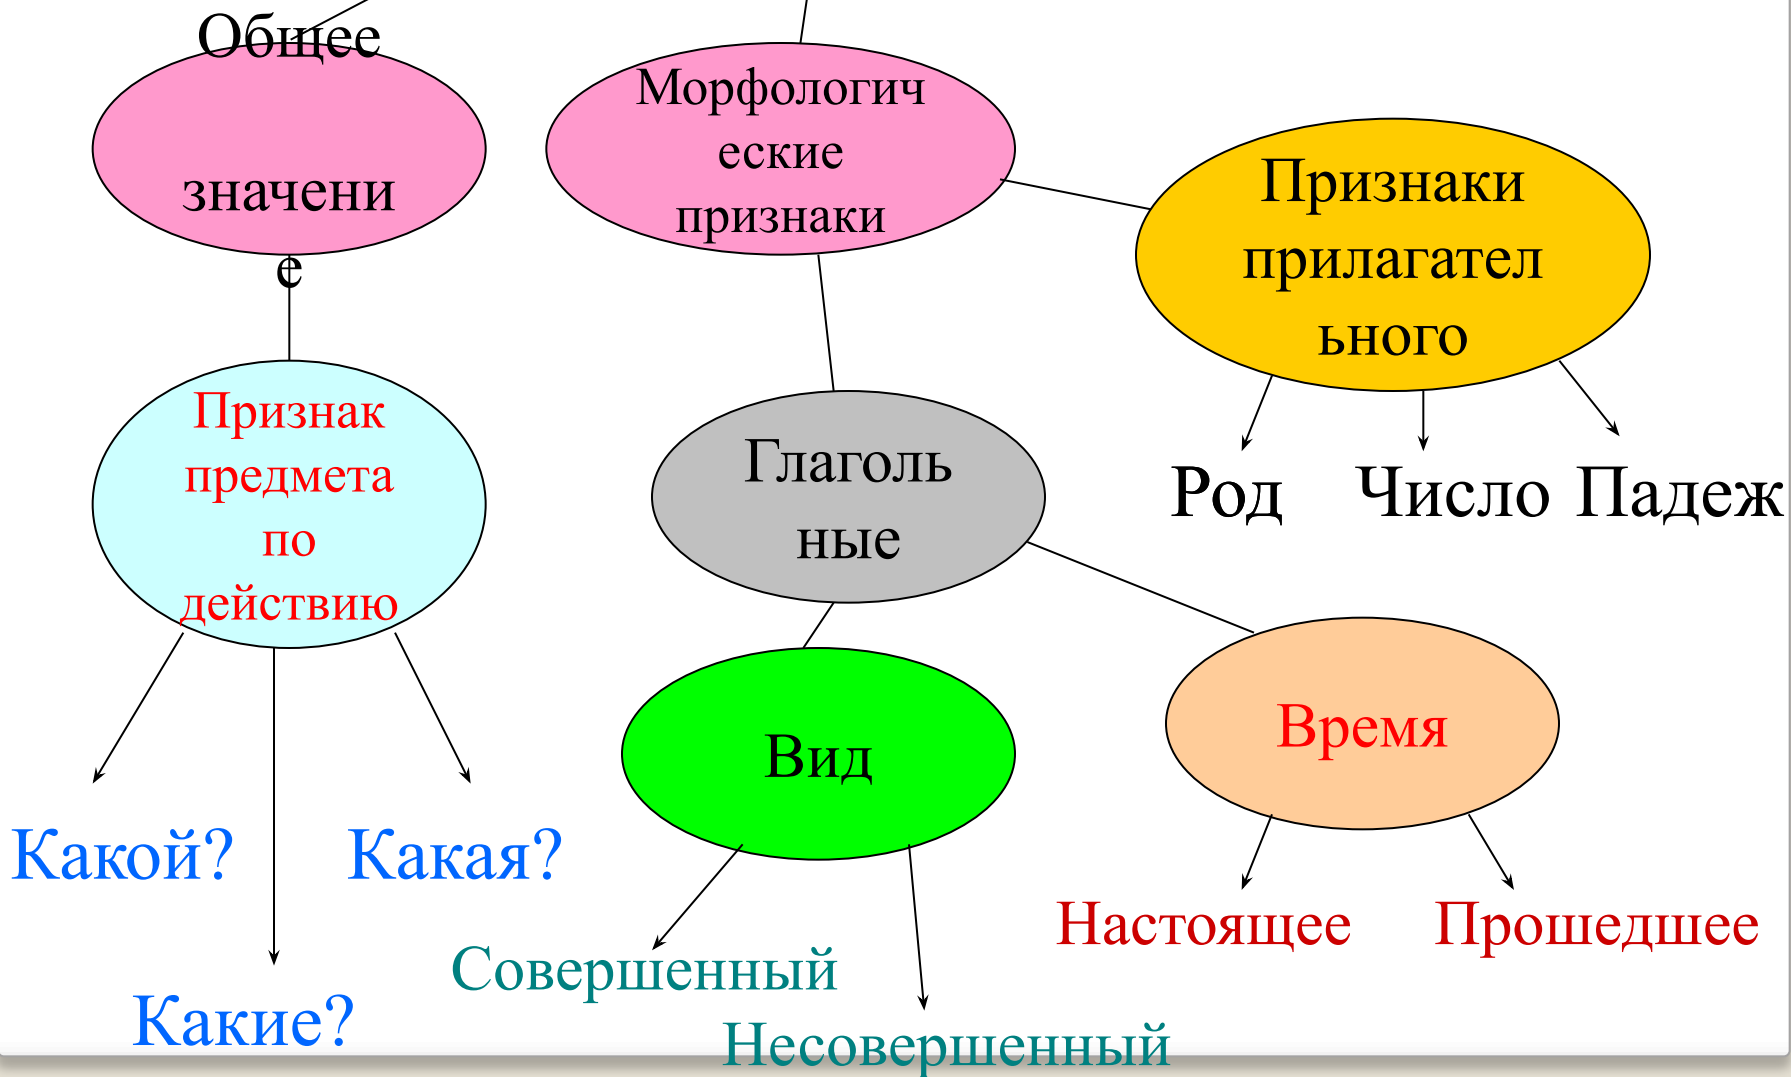 Общее
значени
е
Морфологич
еские
признаки
Признаки
прилагател
ьного
Признак
предмета
по
действию
Глаголь
ные
Род Число Падеж
Вид
Время
Какой? Какая?
Какие?
Совершенный
Несовершенный
Настоящее Прошедшее